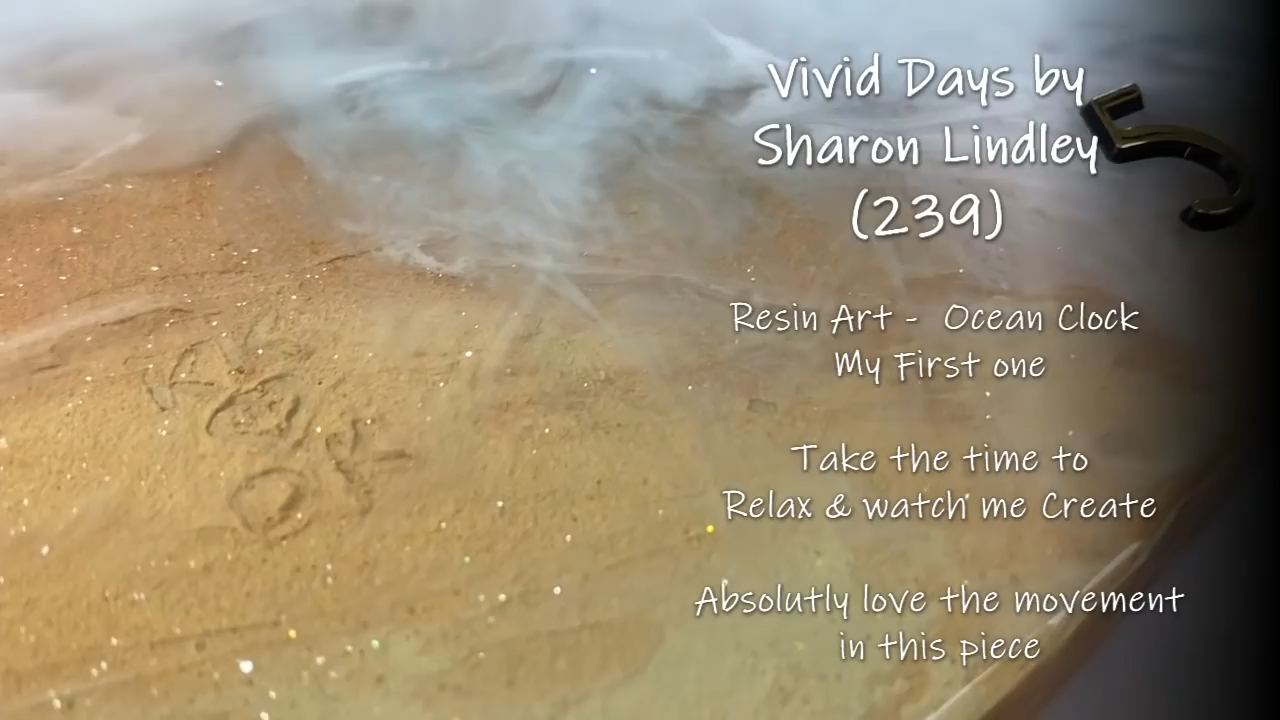 Vivid Days by
Sharon Lindley
(239)
5
Resin Art - Ocean Clock
My First one
Take the time to
Relax & watch me Create
Absolutly love the movement
in this piece